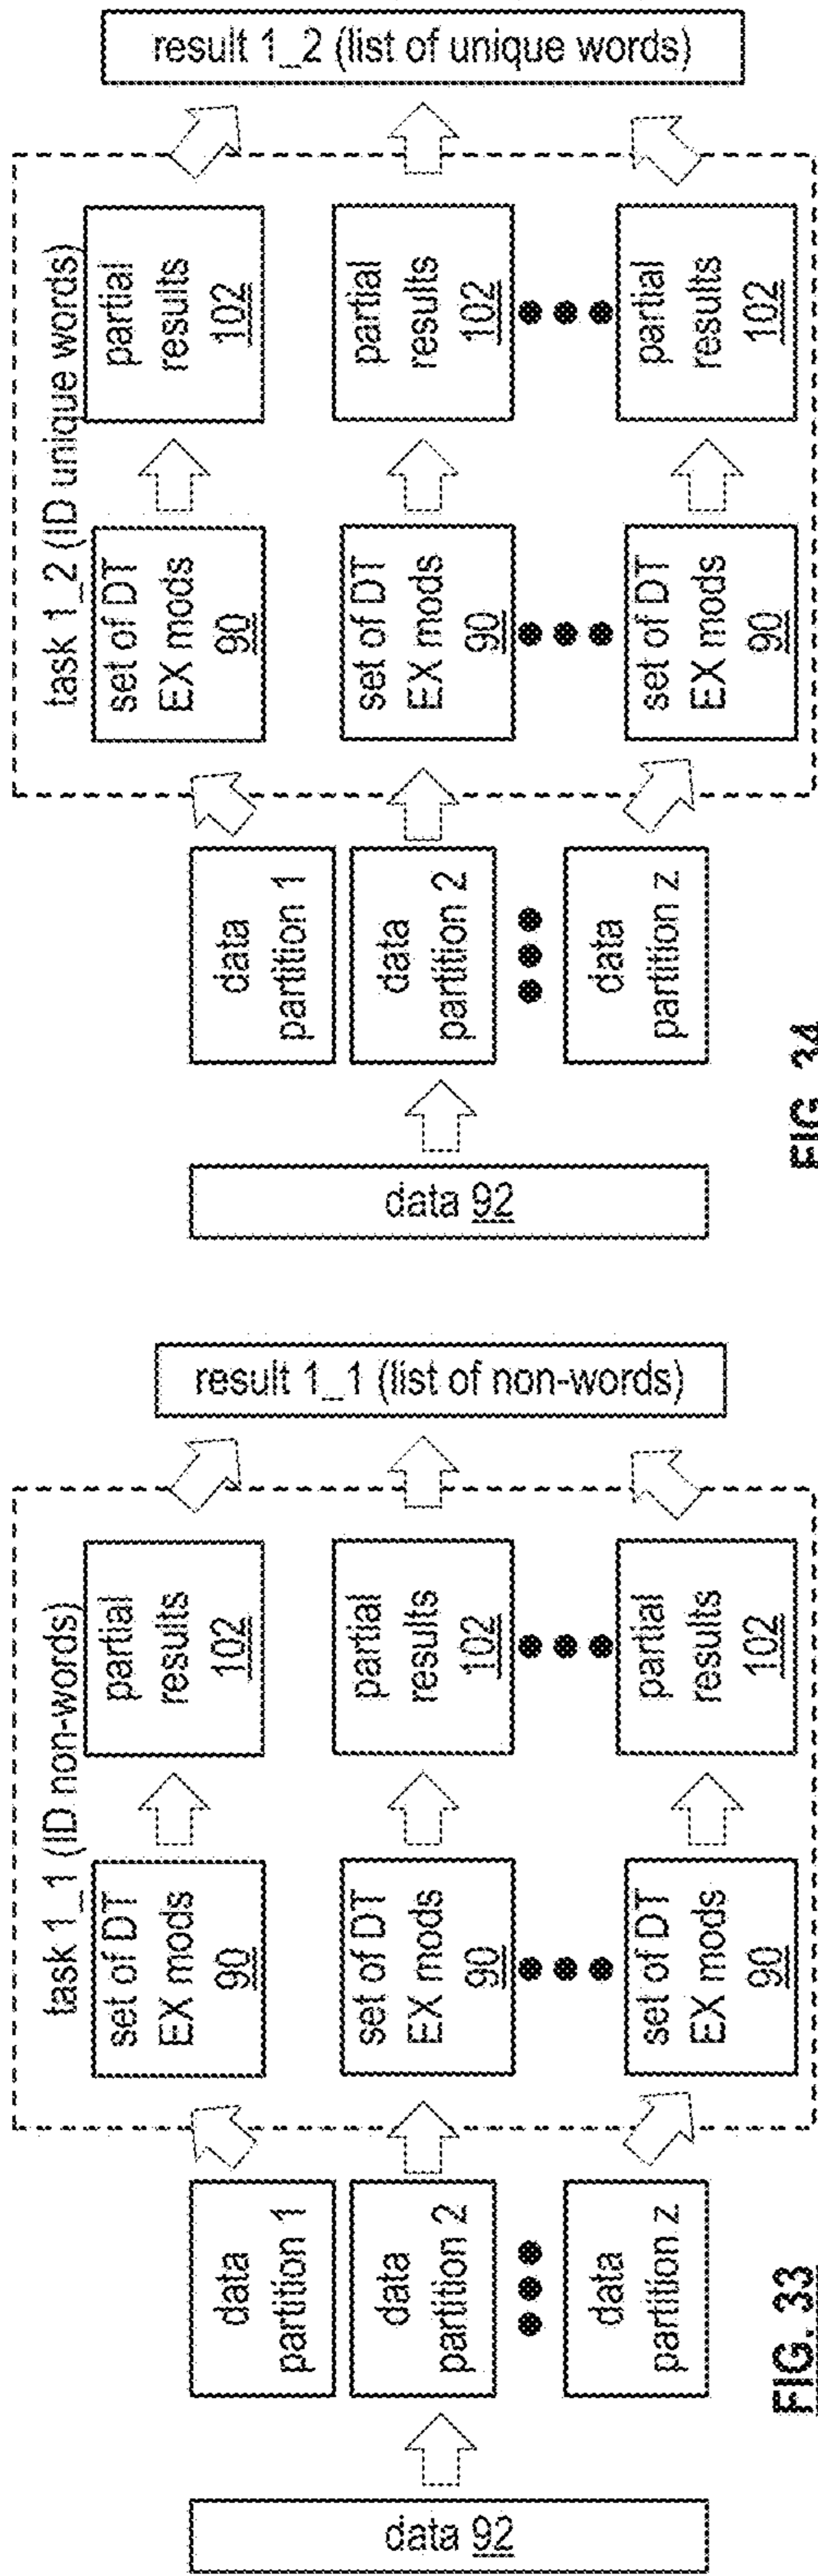 task 1_1 (ID non-words)
data 92
data
partition 1
data
partition 2
data
partition z
set of DT
EX mods
90
set of DT
EX mods
90
set of DT
EX mods
90
partial
results
102
partial
results
102
partial
results
102
result 1_1 (list of non-words)
FIG. 33
task 1_2 (ID unique words)
data 92
data
partition 1
data
partition 2
data
partition z
set of DT
EX mods
90
set of DT
EX mods
90
set of DT
EX mods
90
partial
results
102
partial
results
102
partial
results
102
result 1_2 (list of unique words)
FIG. 34